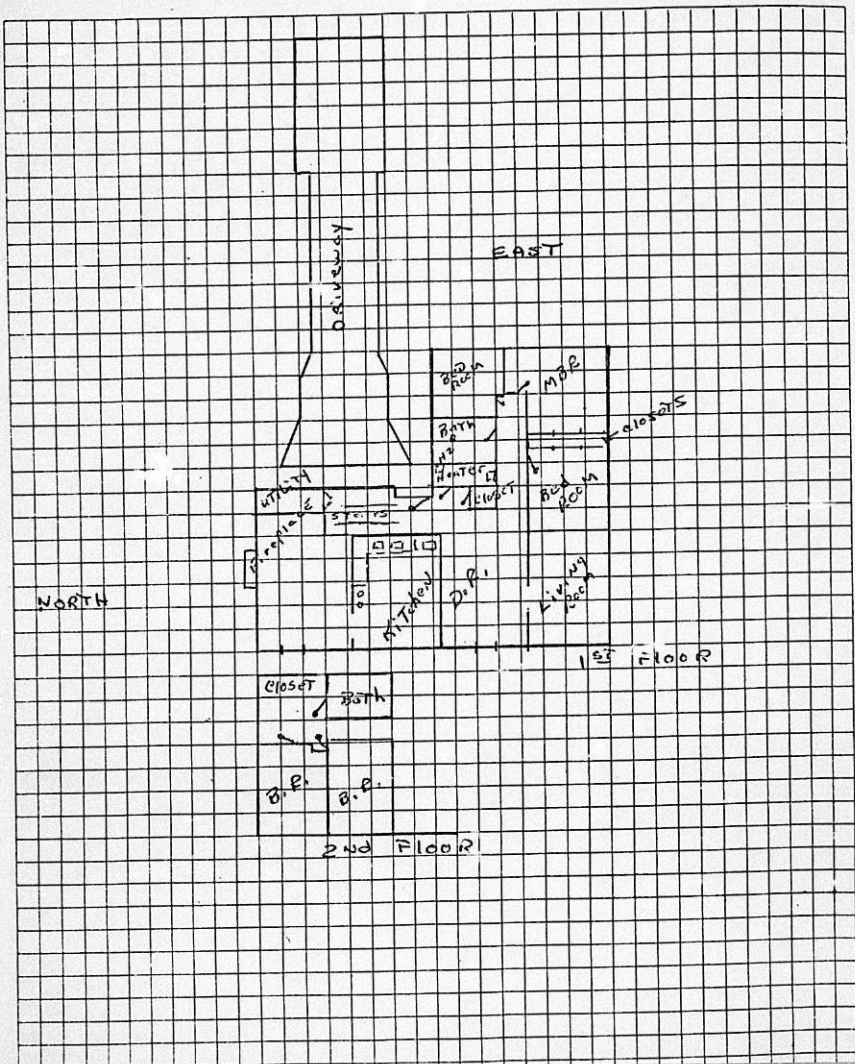 DRiveway
EAST
BED
ROOM
MBR
BATH
CLOSETS
HeaTeR
CLOSET
BED
ROOM
UTiliTY
STAiRS
Fireplace
NORTH
KiTcheN
D.R.
LiViNg
ROOM
1ST FlOOR
ClOSeT
BaTh
B.R.
B.R.
2Nd FlOOR